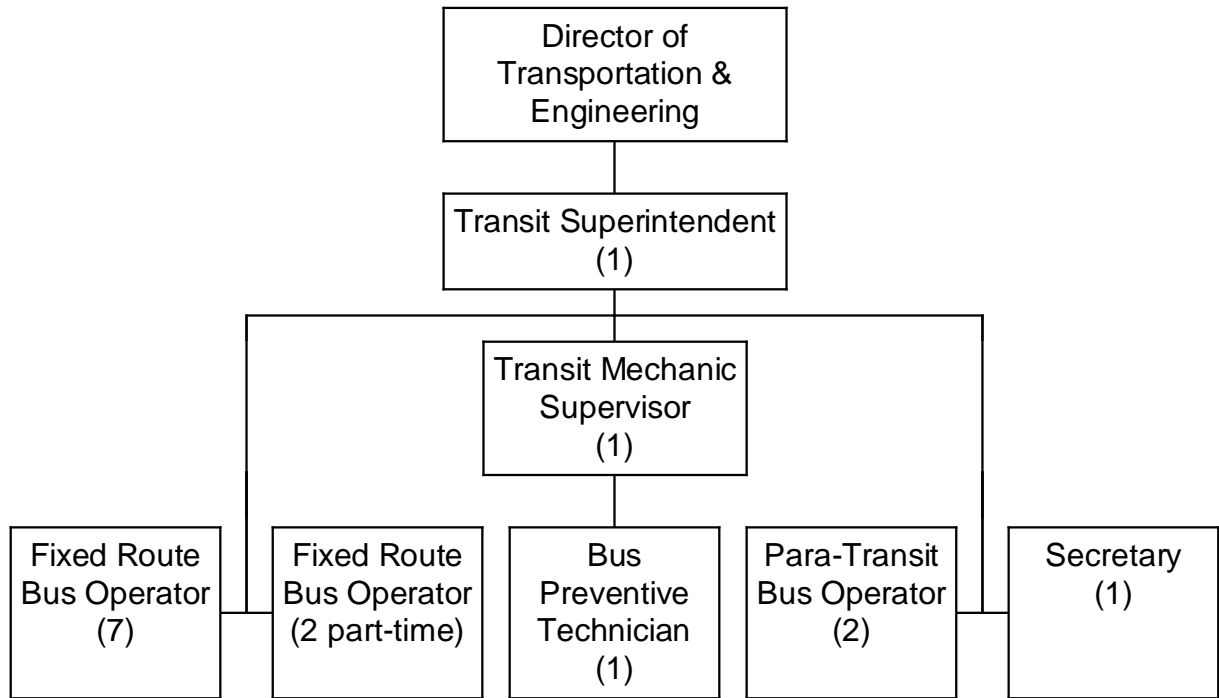 Director of
Transportation &
Engineering
Transit Superintendent
(1)
Transit Mechanic
Supervisor
(1)
Fixed Route
Bus Operator
(7)
Fixed Route
Bus Operator
(2 part-time)
Bus
Preventive
Technician
(1)
Para-Transit
Bus Operator
(2)
Secretary
(1)